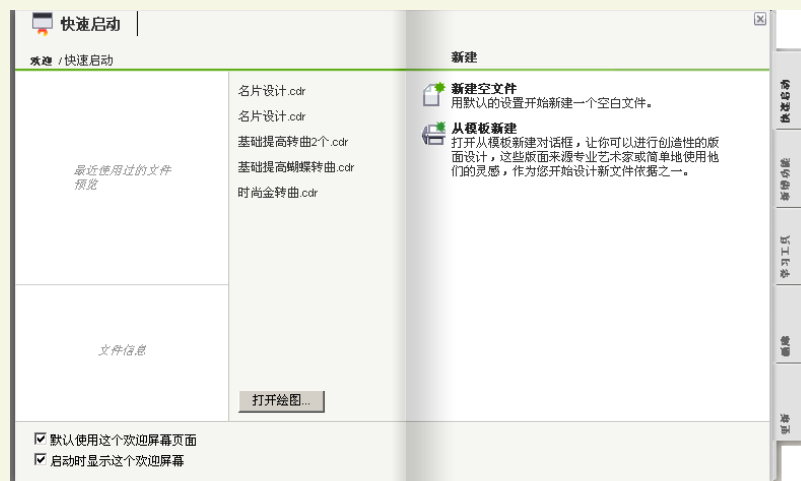 快速启动
欢迎 /快速启动
最近使用过的文件
预览
文件信息
名片设计.cdr
名片设计.cdr
基础提高转曲2个.cdr
基础提高蝴蝶转曲.cdr
时尚金转曲.cdr
打开绘图...
默认使用这个欢迎屏幕页面
启动时显示这个欢迎屏幕
新建
新建空文件
用默认的设置开始新建一个空白文件。
从模板新建
打开从模板新建对话框，让你可以进行创造性的版
面设计，这些版面来源专业艺术家或简单地使用他
们的灵感，作为您开始设计新文件依据之一。
快速启动
新增功能
学习工具
画廊
更新